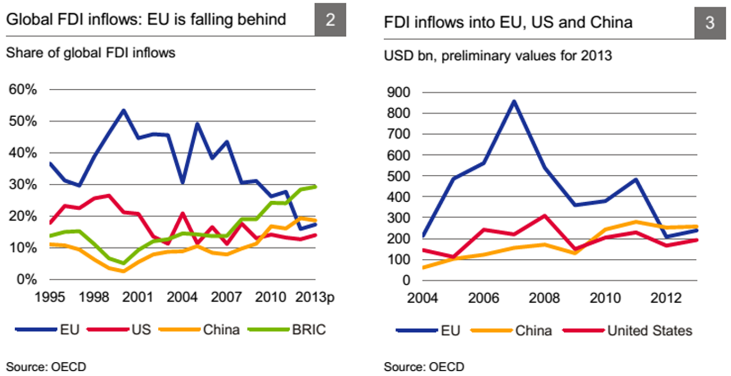 Global FDI inflows: EU is falling behind 2
Share of global FDI inflows
60%
50%
40%
30%
20%
10%
0%
1995 1998 2001 2004 2007 2010 2013p
EU US China BRIC
Source: OECD
FDI inflows into EU, US and China 3
USD bn, preliminary values for 2013
900
800
700
600
500
400
300
200
100
0
2004 2006 2008 2010 2012
EU China United States
Source: OECD